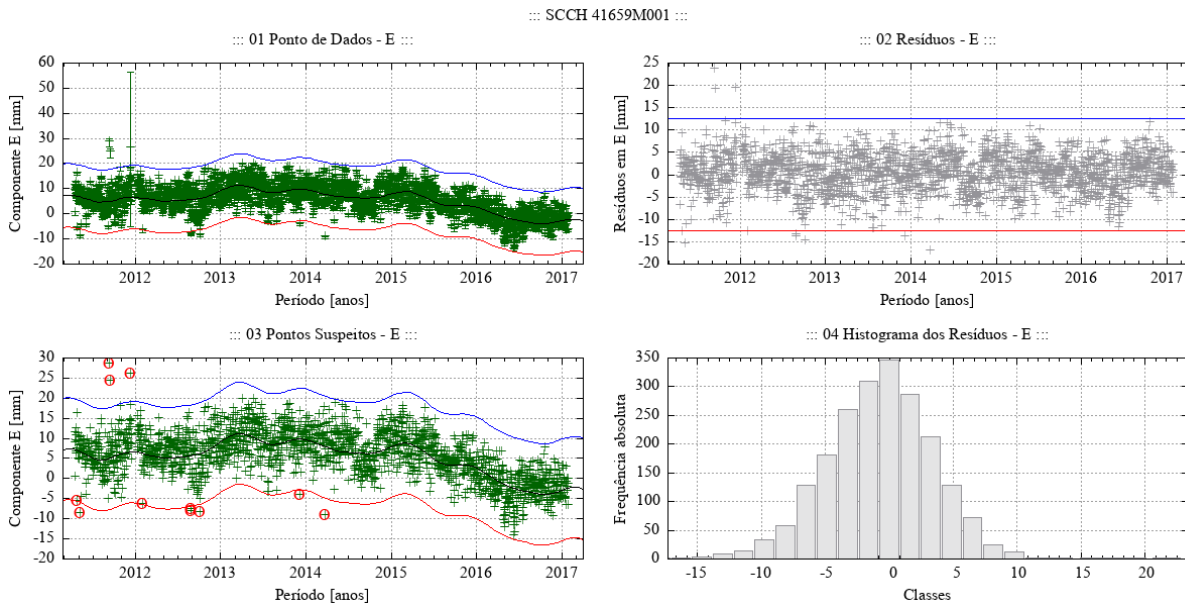 ::: SCCH 41659M001 :::
::: 01 Ponto de Dados - E :::
Componente E [mm]
60
50
40
30
20
10
0
-10
-20
2012 2013 2014 2015 2016 2017
Período [anos]
::: 02 Resíduos - E :::
Resíduos em E [mm]
25
20
15
10
5
0
-5
-10
-15
-20
2012 2013 2014 2015 2016 2017
Período [anos]
::: 03 Pontos Suspeitos - E :::
Componente E [mm]
30
25
20
15
10
5
0
-5
-10
-15
-20
2012 2013 2014 2015 2016 2017
Período [anos]
::: 04 Histograma dos Resíduos - E :::
Frequência absoluta
350
300
250
200
150
100
50
0
-15 -10 -5 0 5 10 15 20
Classes